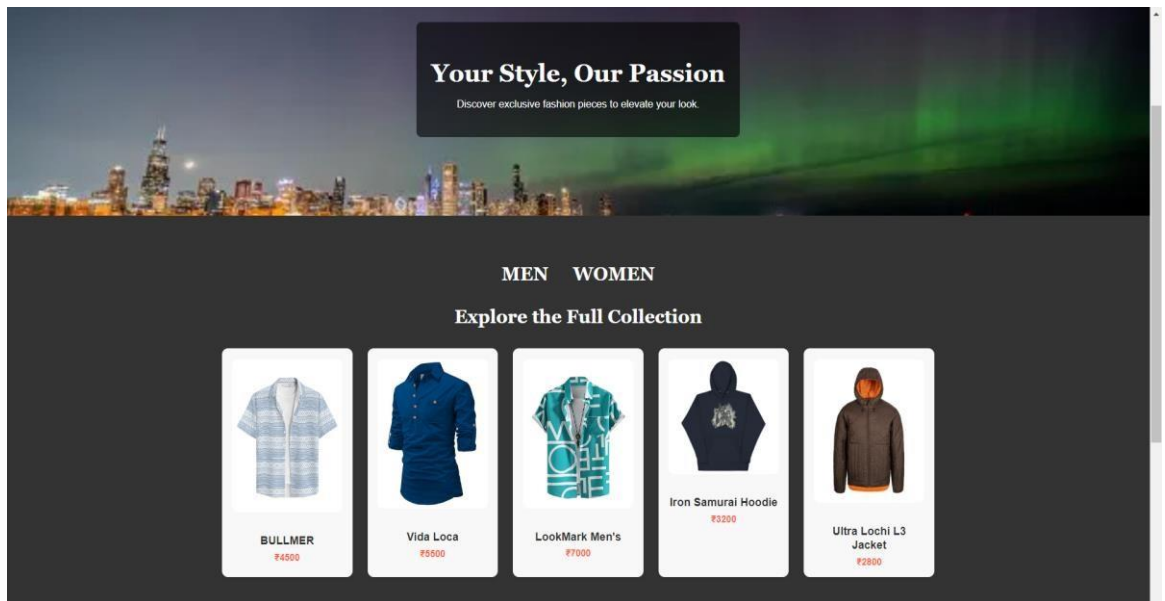 Your Style, Our Passion
Discover exclusive fashion pieces to elevate your look.
MEN WOMEN
Explore the Full Collection
BULLMER
₹4500
Vida Loca
₹5500
LookMark Men's
₹7000
Iron Samurai Hoodie
₹3200
Ultra Lochi L3
Jacket
₹2800